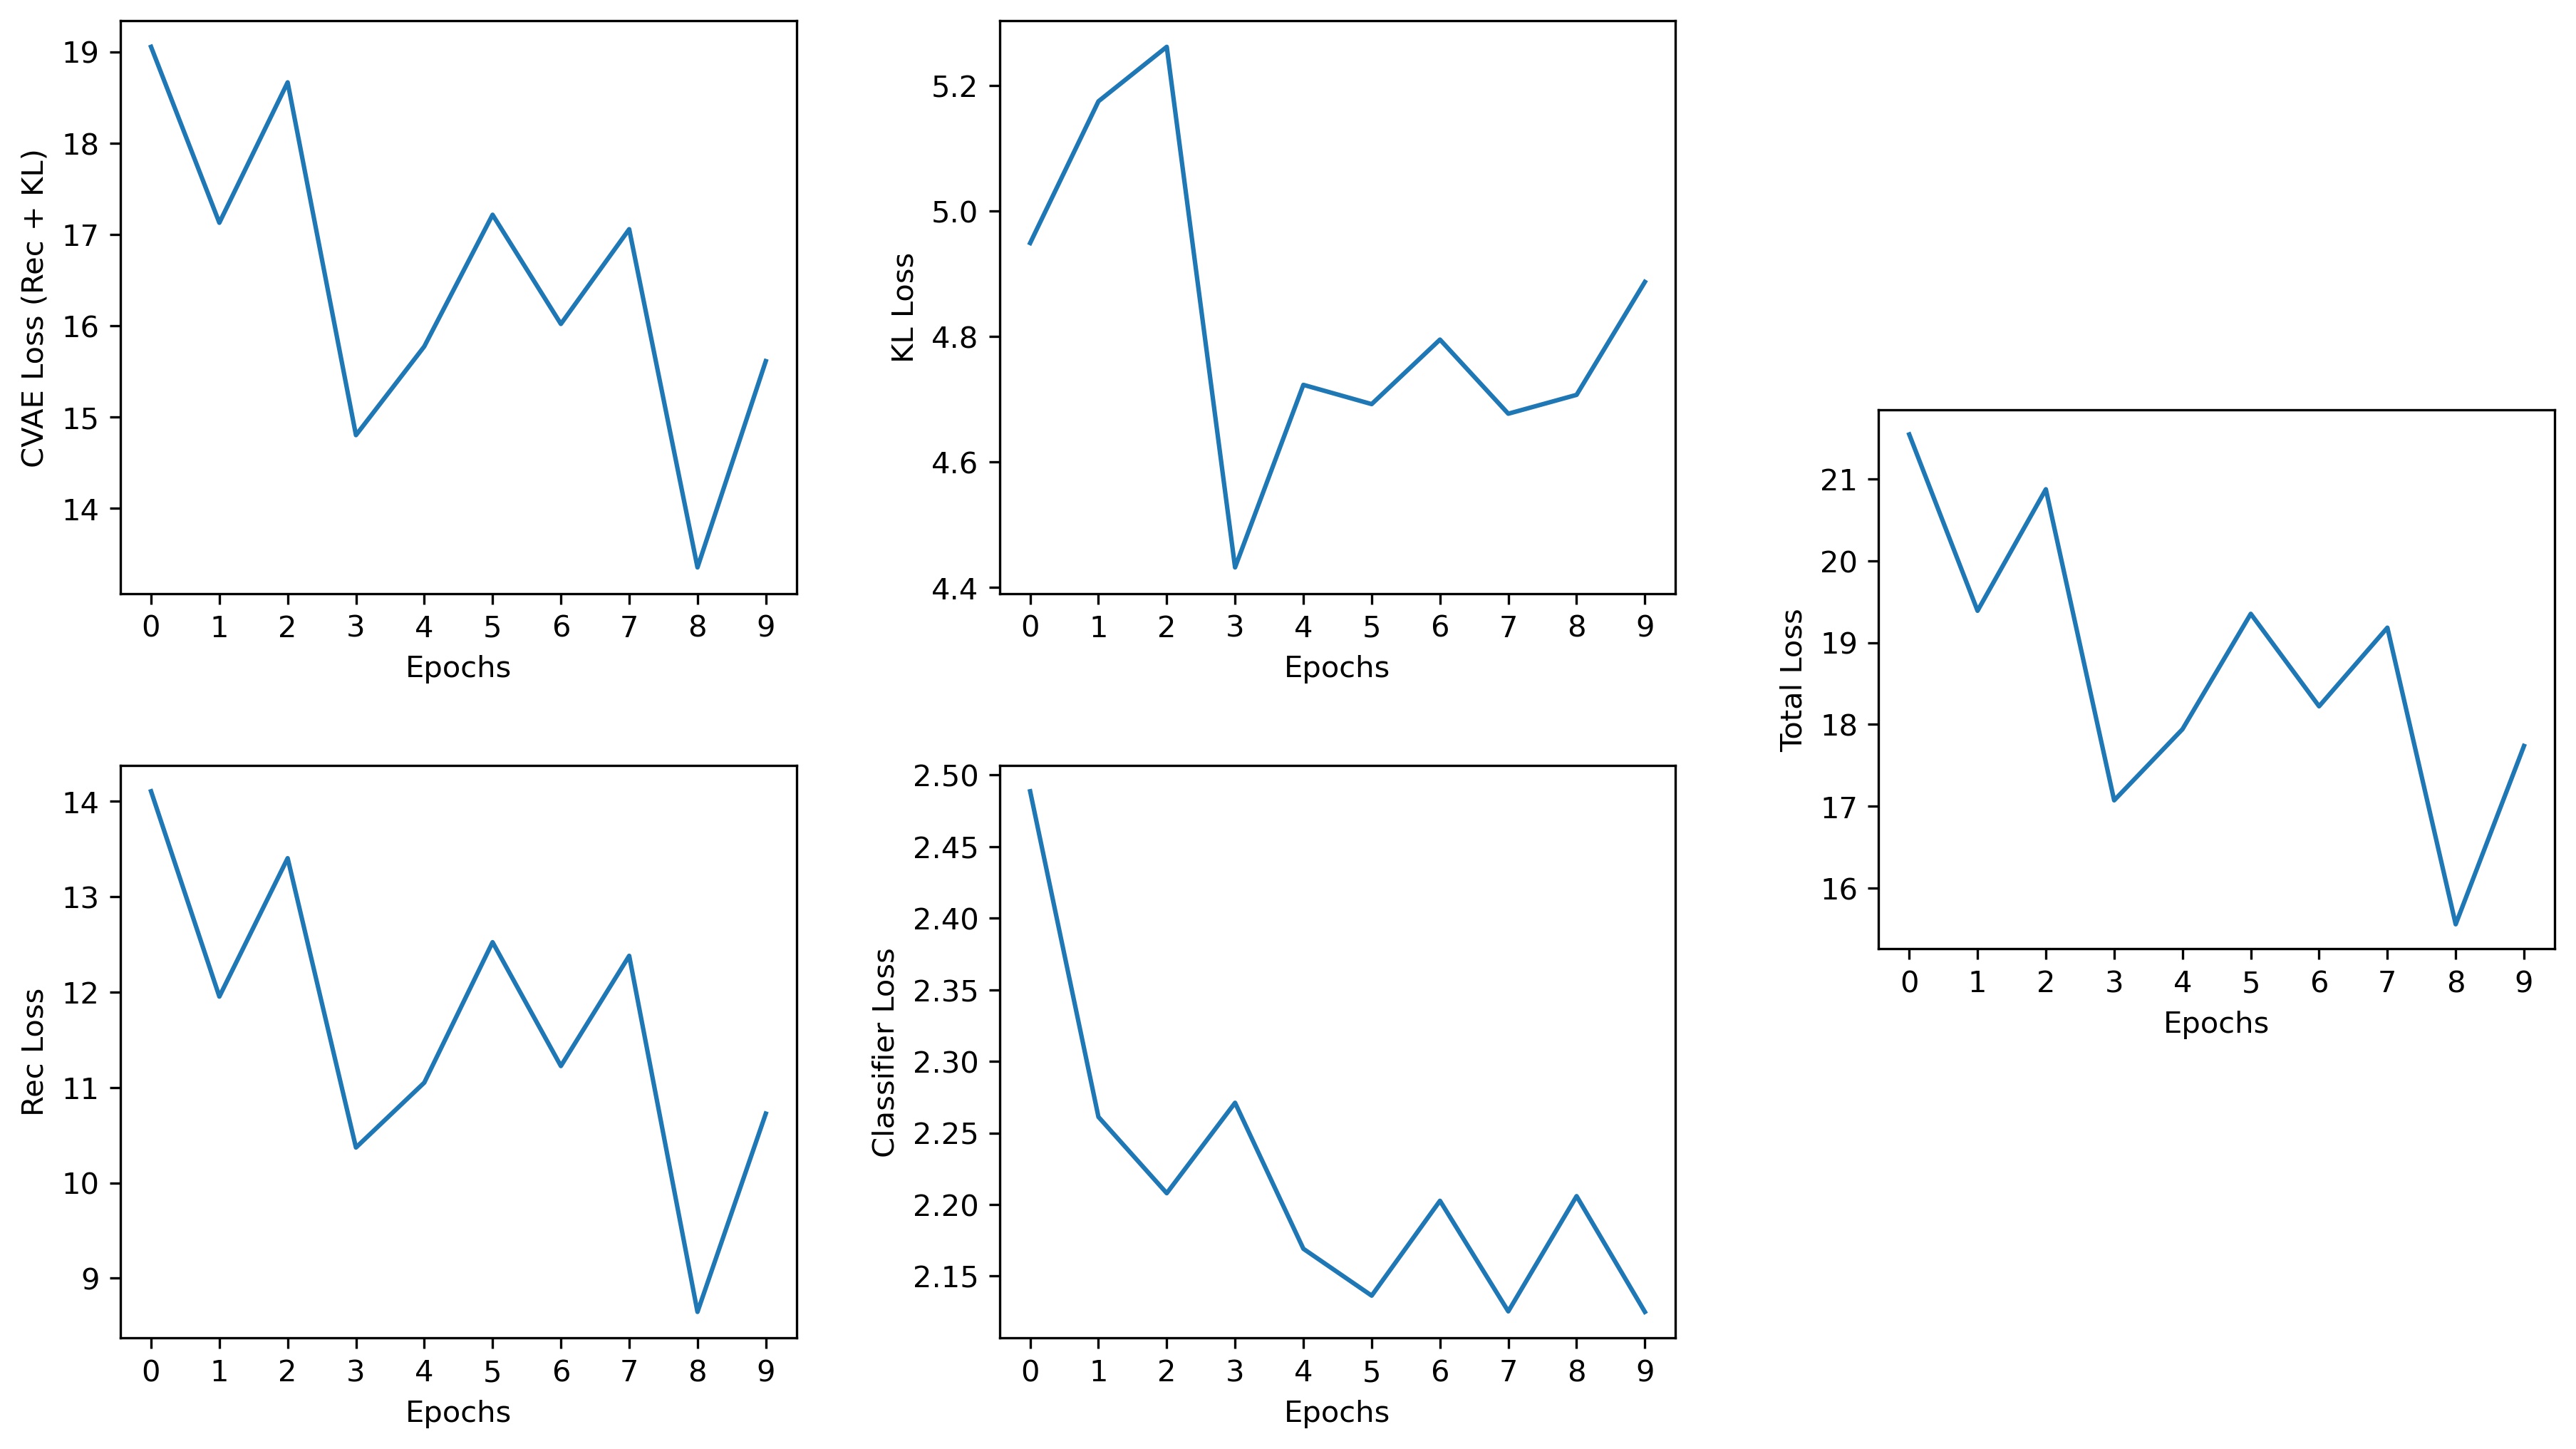 CVAE Loss (Rec + KL)
19
18
17
16
15
14
0 1 2 3 4 5 6 7 8 9
Epochs
KL Loss
5.2
5.0
4.8
4.6
4.4
0 1 2 3 4 5 6 7 8 9
Epochs
Rec Loss
14
13
12
11
10
9
0 1 2 3 4 5 6 7 8 9
Epochs
Classifier Loss
2.50
2.45
2.40
2.35
2.30
2.25
2.20
2.15
0 1 2 3 4 5 6 7 8 9
Epochs
Total Loss
21
20
19
18
17
16
0 1 2 3 4 5 6 7 8 9
Epochs